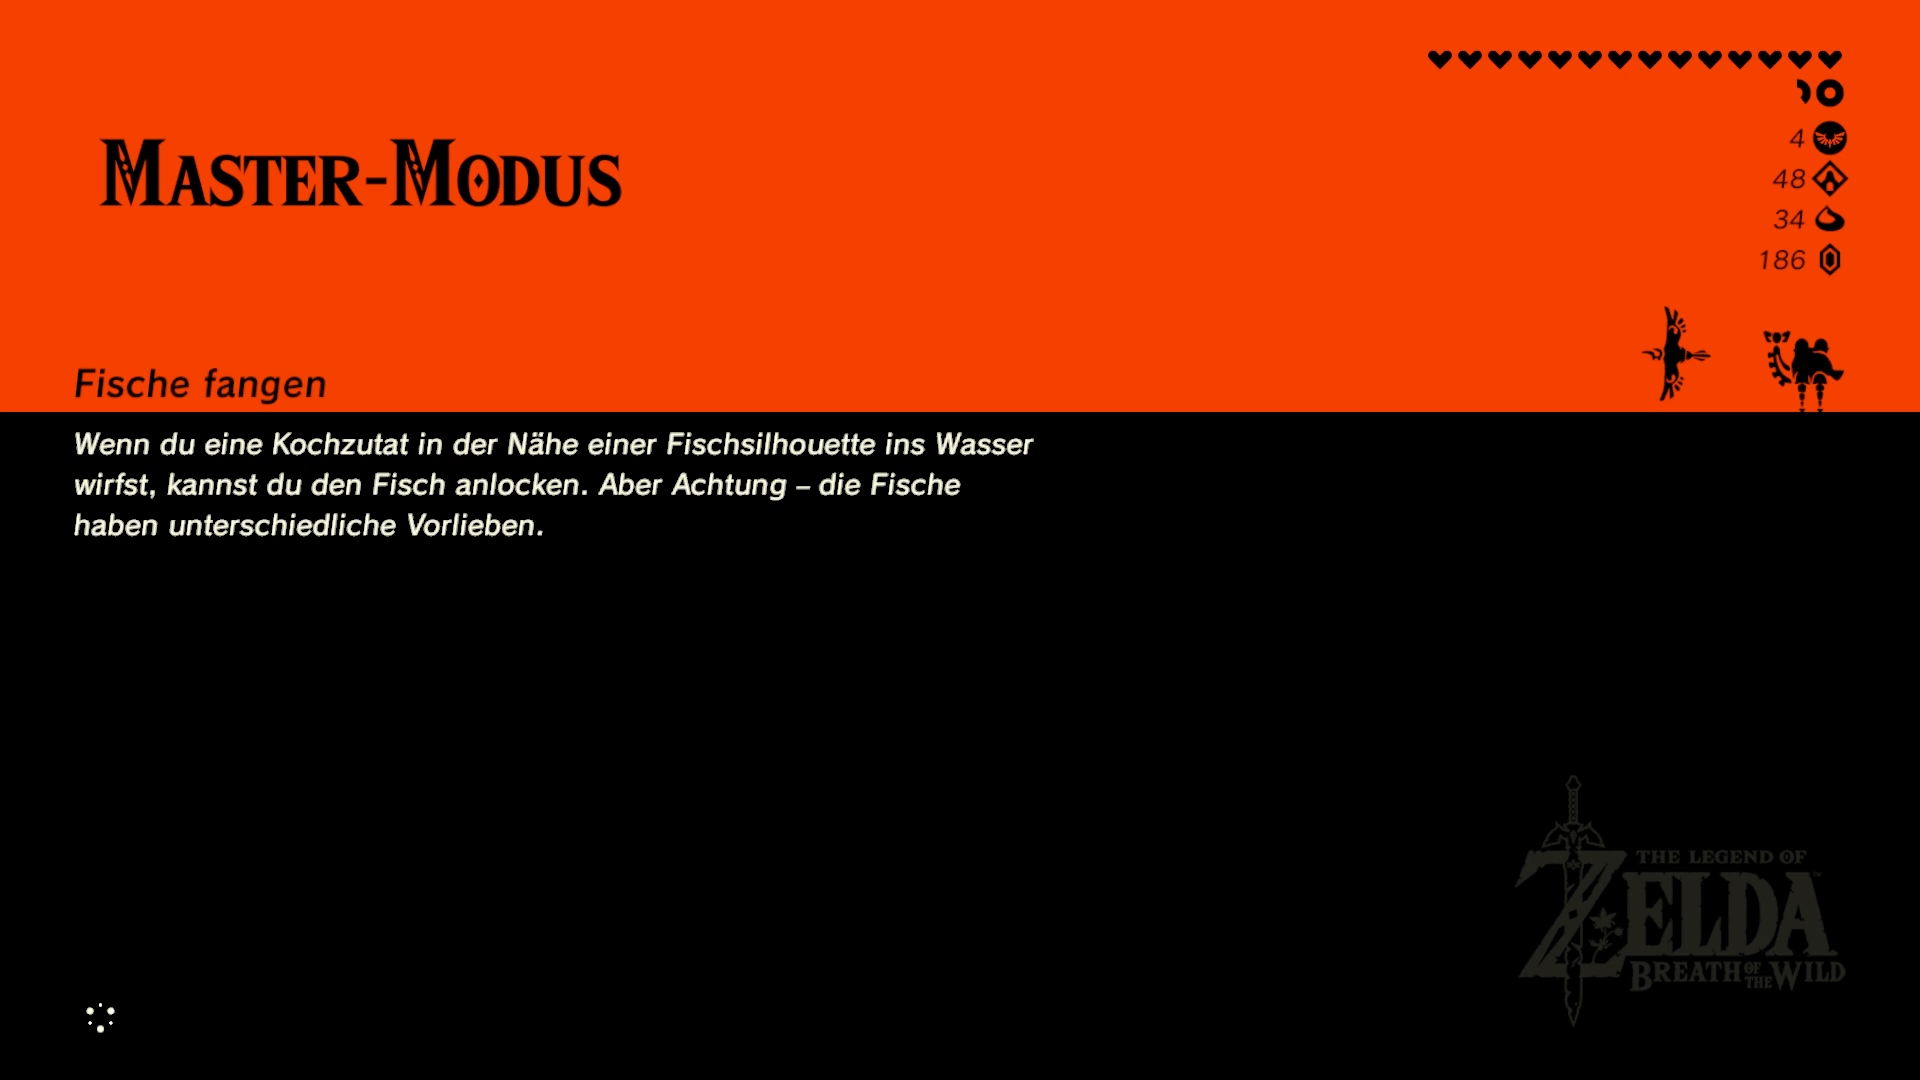 Master-Modus
4
48
34
186
Fische fangen
Wenn du eine Kochzutat in der Nähe einer Fischsilhouette ins Wasser
wirfst, kannst du den Fisch anlocken. Aber Achtung – die Fische
haben unterschiedliche Vorlieben.
THE LEGEND OF
ZELDA™
BREATH OF THE WILD